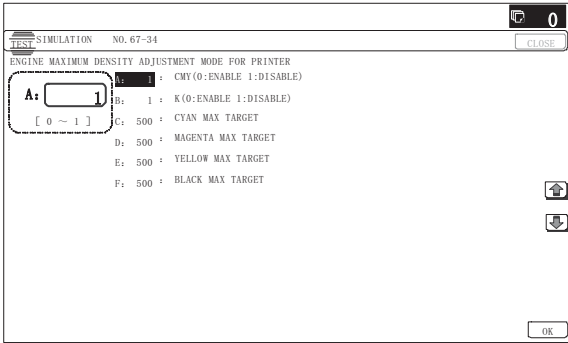 0
TEST SIMULATION NO. 67-34 CLOSE
ENGINE MAXIMUM DENSITY ADJUSTMENT MODE FOR PRINTER
A: 1
[ 0 ～ 1 ]
A: 1 : CMY(0:ENABLE 1:DISABLE)
B: 1 : K(0:ENABLE 1:DISABLE)
C: 500 : CYAN MAX TARGET
D: 500 : MAGENTA MAX TARGET
E: 500 : YELLOW MAX TARGET
F: 500 : BLACK MAX TARGET
OK